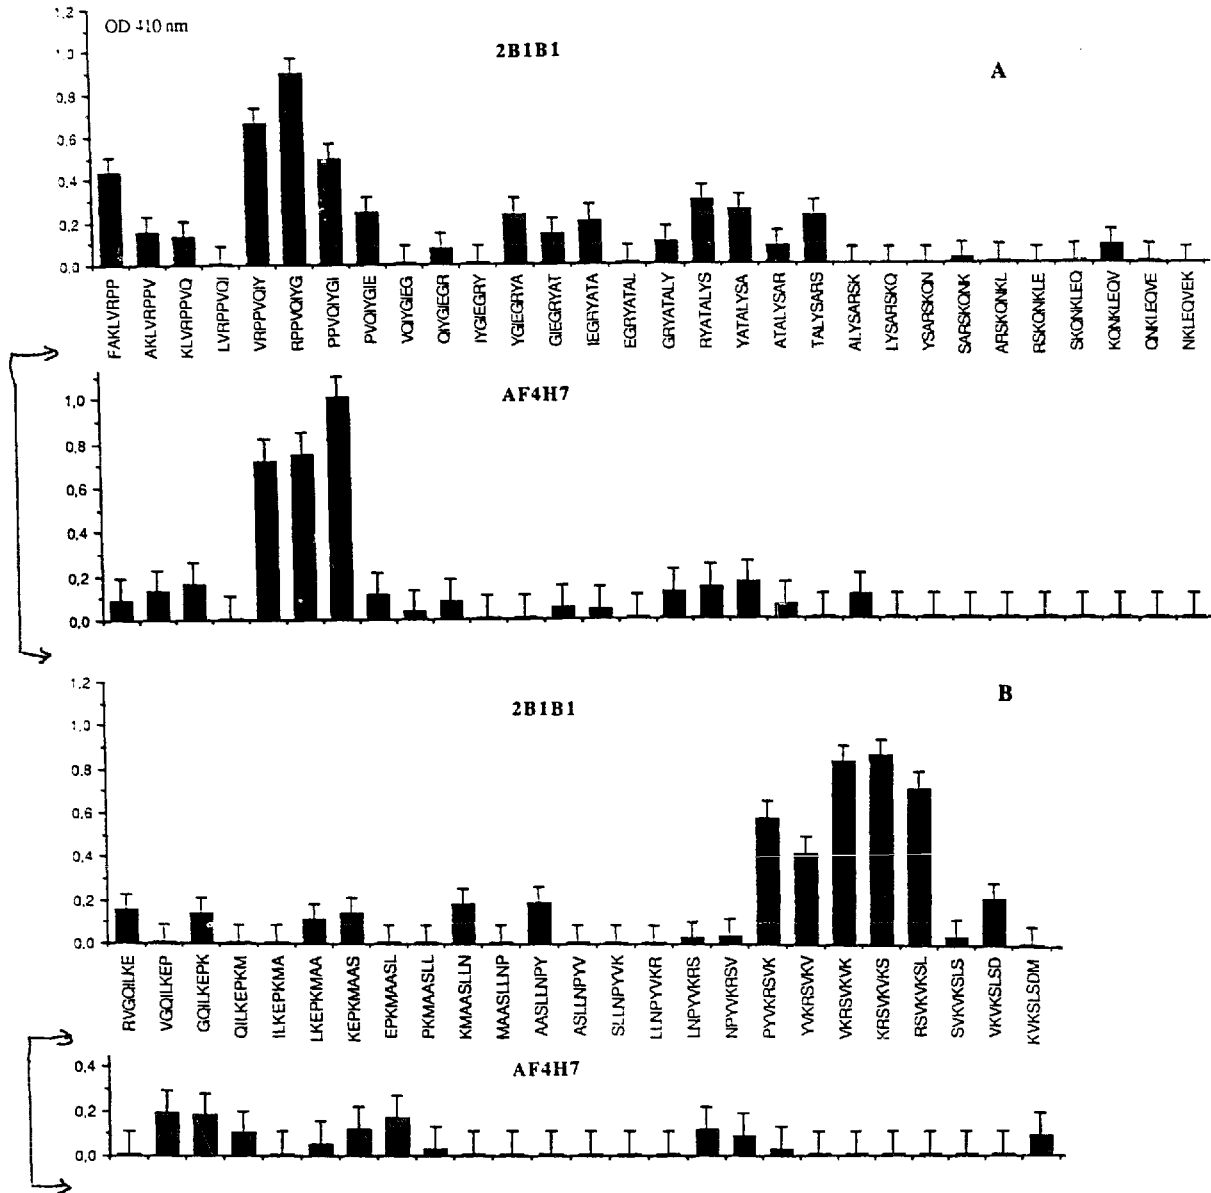 1.2
OD 410 nm
2B1B1
A
1.0
0.8
0.6
0.4
0.2
0.0
FAKLVRPP
AKLVRPPV
KLVRPPVQ
LVRPPVQI
VRPPVQIY
RPPVQIYG
PPVQIYGI
PVQIYGIE
VQIYGIEG
QIYGIEGR
IYGIEGRY
YGIEGRYA
GIEGRYAT
IEGRYATA
EGRYATAL
GRYATALY
RYATALYS
YATALYSA
ATALYSAR
TALYSARS
ALYSARSK
LYSARSKQ
YSARSKQN
SARSKQNK
ARSKQNKL
RSKQNKLE
SKQNKLEQ
KQNKLEQV
QNKLEQVE
NKLEQVEK
AF4H7
1,0
0,8
0,6
0,4
0,2
0,0
1,2
2B1B1
B
1,0
0,8
0,6
0,4
0,2
0,0
RVGQILKE
VGQILKEP
GQILKEPK
QILKEPKM
ILKEPKMA
LKEPKMAA
KEPKMAAS
EPKMAASL
PKMAASLL
KMAASLLN
MAASLLNP
AASLLNPY
ASLLNPYV
SLLNPYVK
LLNPYVKR
LNPYVKRS
NPYVKRSV
PYVKRSVK
YVKRSVKV
VKRSVKVK
KRSVKVKS
RSVKVKSL
SVKVKSLS
VKVKSLSD
KVKSLSDM
AF4H7
0,4
0,2
0,0